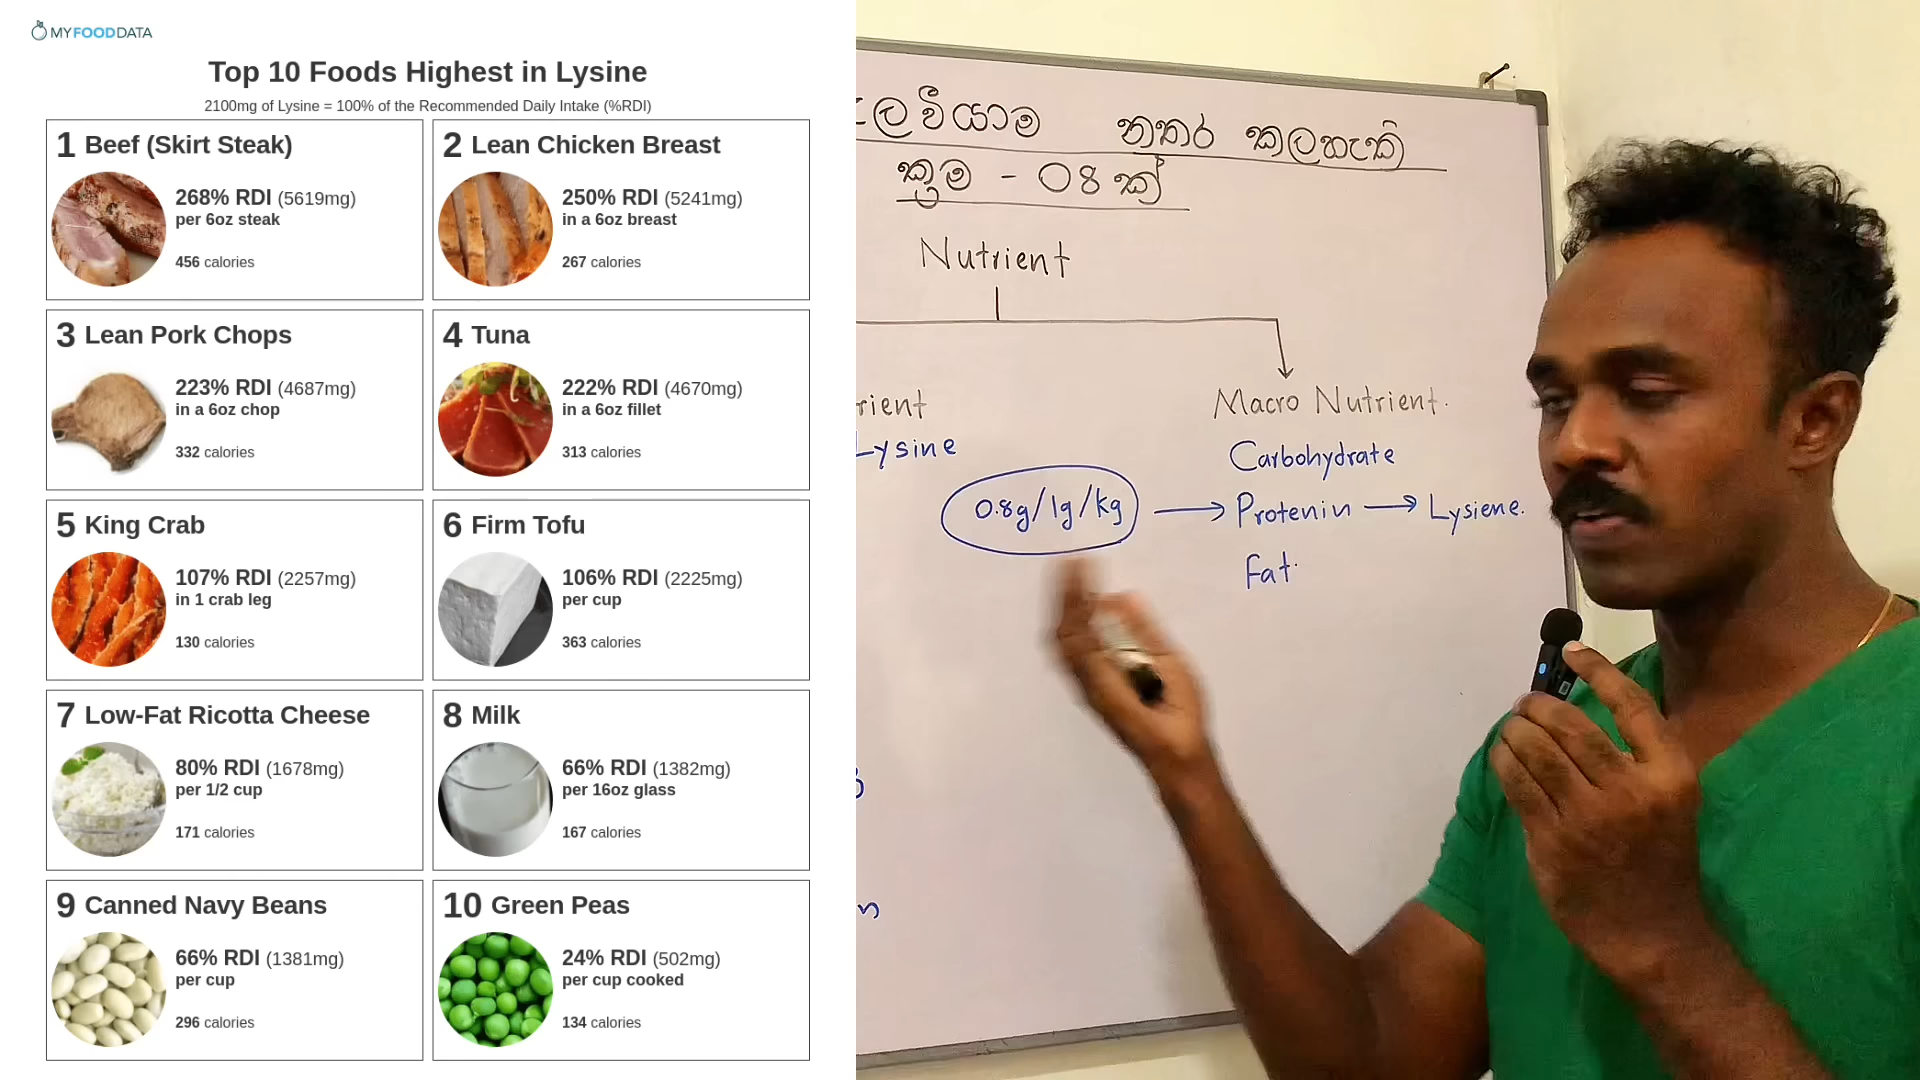 MYFOODDATA
Top 10 Foods Highest in Lysine
2100mg of Lysine = 100% of the Recommended Daily Intake (%RDI)
1 Beef (Skirt Steak)
268% RDI (5619mg)
per 6oz steak
456 calories
2 Lean Chicken Breast
250% RDI (5241mg)
in a 6oz breast
267 calories
3 Lean Pork Chops
223% RDI (4687mg)
in a 6oz chop
332 calories
4 Tuna
222% RDI (4670mg)
in a 6oz fillet
313 calories
5 King Crab
107% RDI (2257mg)
in 1 crab leg
130 calories
6 Firm Tofu
106% RDI (2225mg)
per cup
363 calories
7 Low-Fat Ricotta Cheese
80% RDI (1678mg)
per 1/2 cup
171 calories
8 Milk
66% RDI (1382mg)
per 16oz glass
167 calories
9 Canned Navy Beans
66% RDI (1381mg)
per cup
296 calories
10 Green Peas
24% RDI (502mg)
per cup cooked
134 calories
නතර කලහැකි
ක්‍රම - 08 ක්
Nutrient
rient
Macro Nutrient.
Lysine
Carbohydrate
0.8g/1g/kg → Protenin → Lysiene.
Fat.